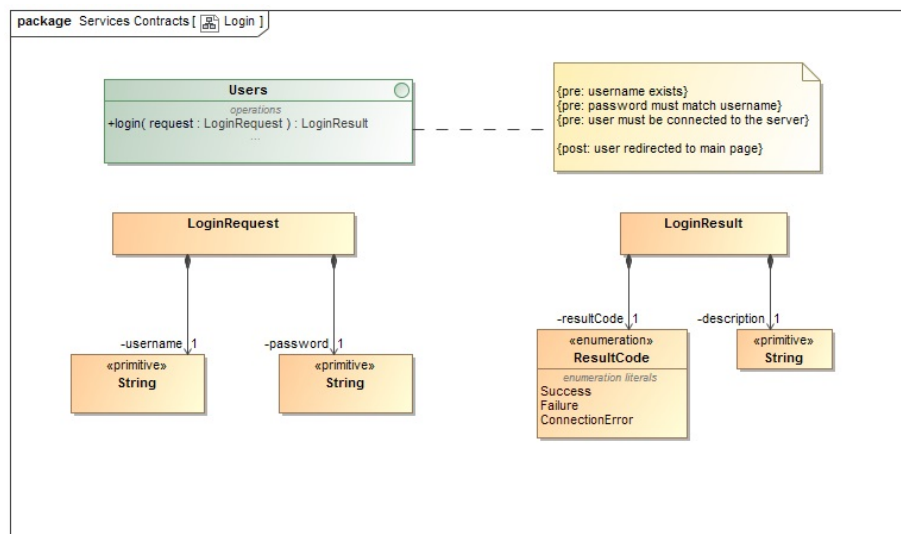 package Services Contracts [ Login ]
Users
operations
+login( request : LoginRequest ) : LoginResult
...
{pre: username exists}
{pre: password must match username}
{pre: user must be connected to the server}
{post: user redirected to main page}
LoginRequest
LoginResult
-username 1
-password 1
-resultCode 1
-description 1
«primitive»
String
«primitive»
String
«enumeration»
ResultCode
enumeration literals
Success
Failure
ConnectionError
«primitive»
String